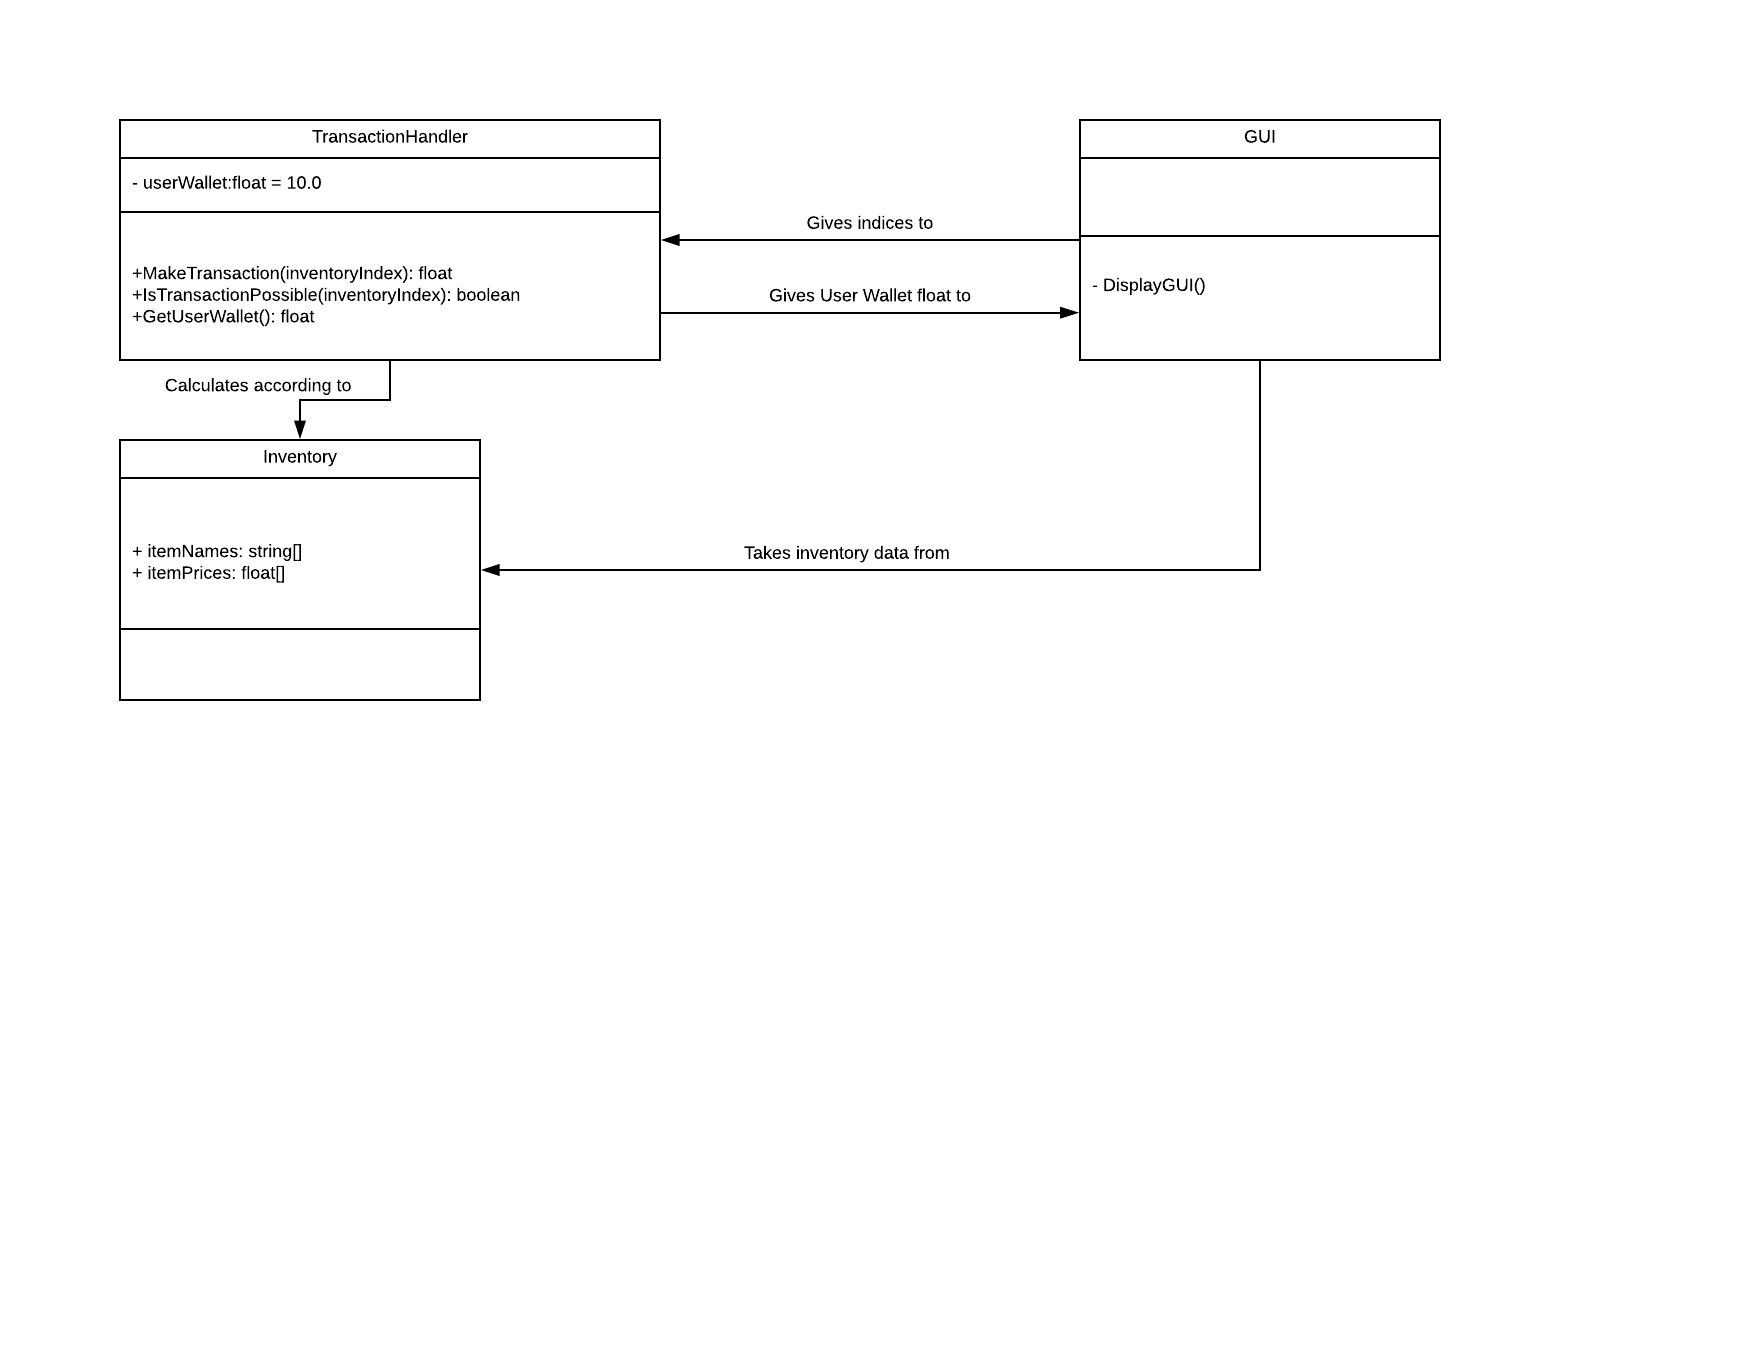 TransactionHandler
- userWallet:float = 10.0
+MakeTransaction(inventoryIndex): float
+IsTransactionPossible(inventoryIndex): boolean
+GetUserWallet(): float
Gives indices to
Gives User Wallet float to
GUI
- DisplayGUI()
Calculates according to
Inventory
+ itemNames: string[]
+ itemPrices: float[]
Takes inventory data from